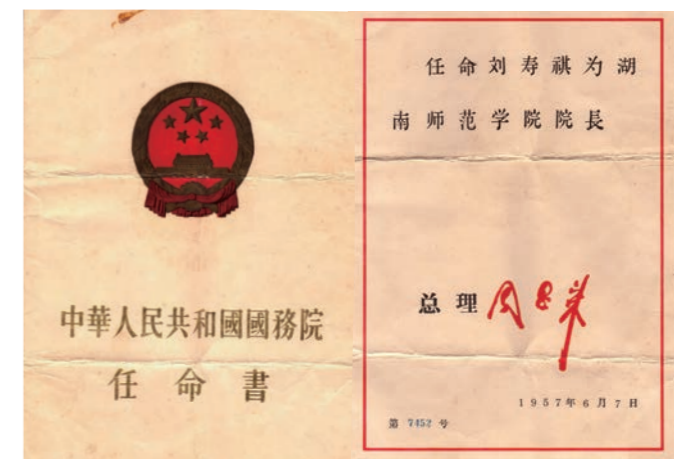 中華人民共和國國務院
任命書
任命刘寿祺为湖
南师范学院院長
总理 周恩来
1957年6月7日
第 7452 号